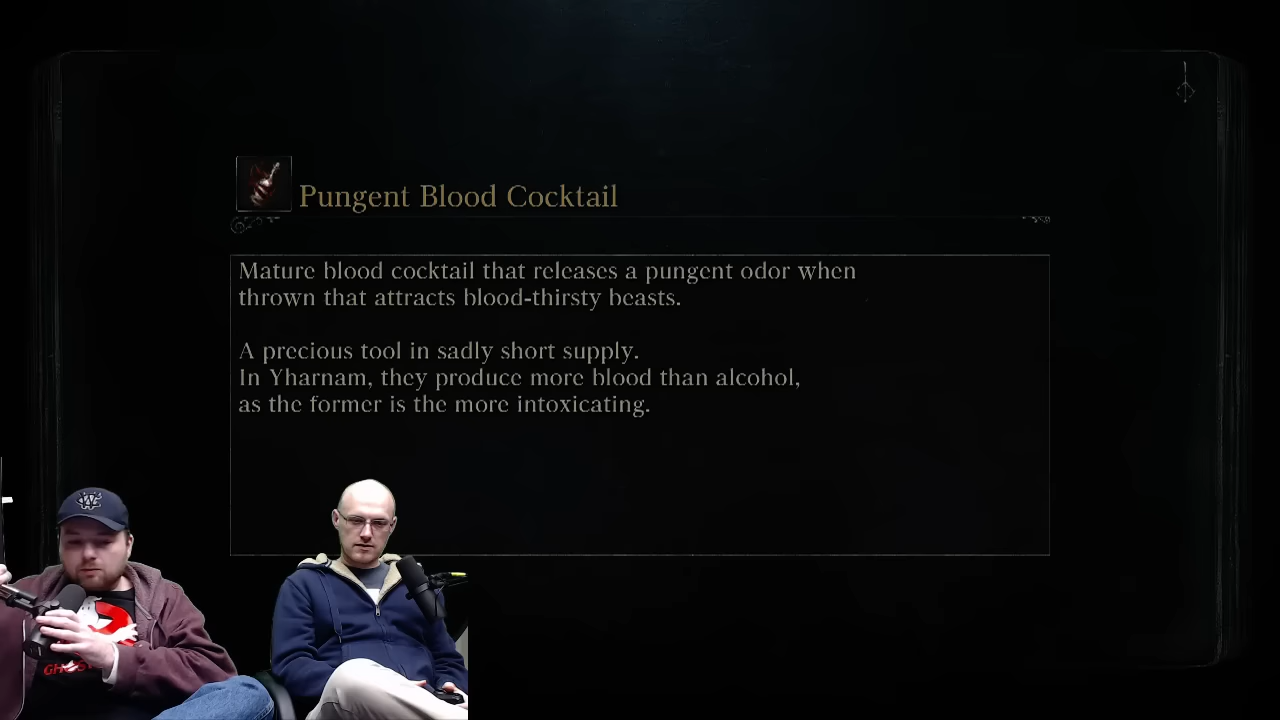 Pungent Blood Cocktail
Mature blood cocktail that releases a pungent odor when
thrown that attracts blood-thirsty beasts.
A precious tool in sadly short supply.
In Yharnam, they produce more blood than alcohol,
as the former is the more intoxicating.